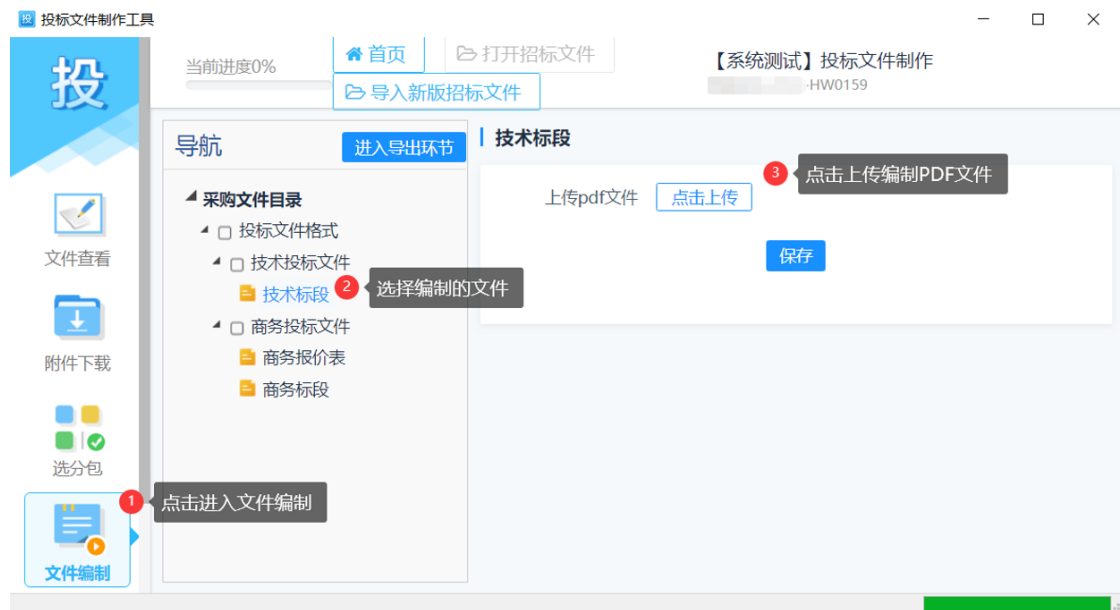 投标文件制作工具
投
当前进度0%
首页
打开招标文件
导入新版招标文件
【系统测试】投标文件制作
-HW0159
文件查看
附件下载
选分包
1 点击进入文件编制
文件编制
导航
进入导出环节
采购文件目录
投标文件格式
技术投标文件
技术标段
2 选择编制的文件
商务投标文件
商务报价表
商务标段
技术标段
上传pdf文件
点击上传
3 点击上传编制PDF文件
保存